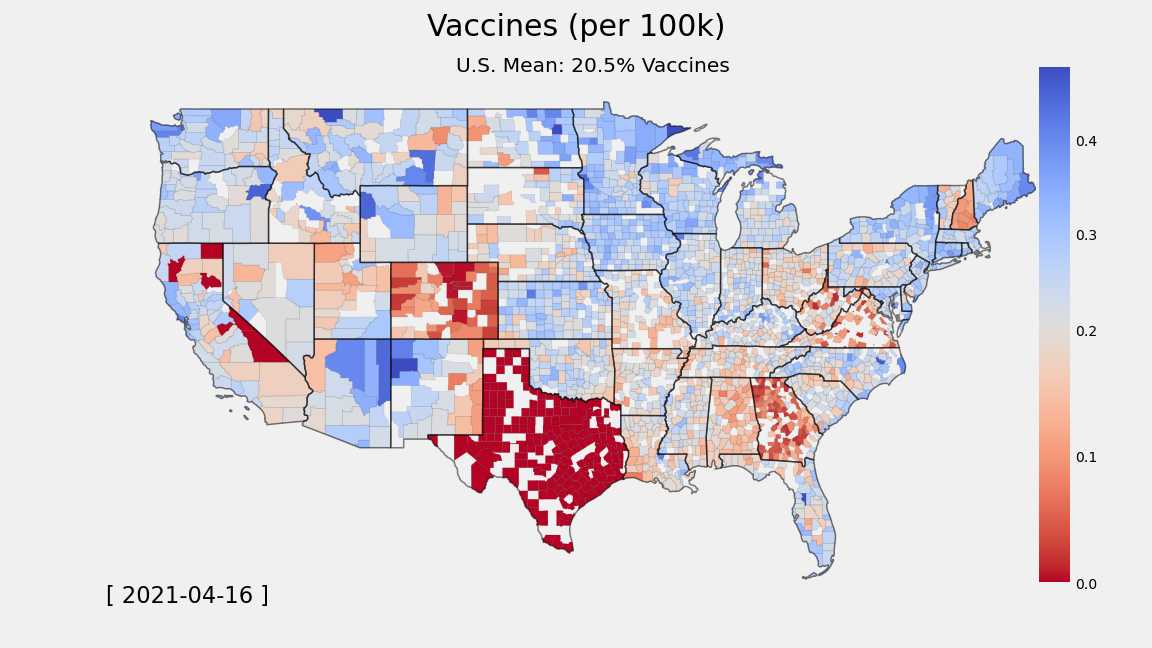 Vaccines (per 100k)
U.S. Mean: 20.5% Vaccines
0.4
0.3
0.2
0.1
0.0
[ 2021-04-16 ]